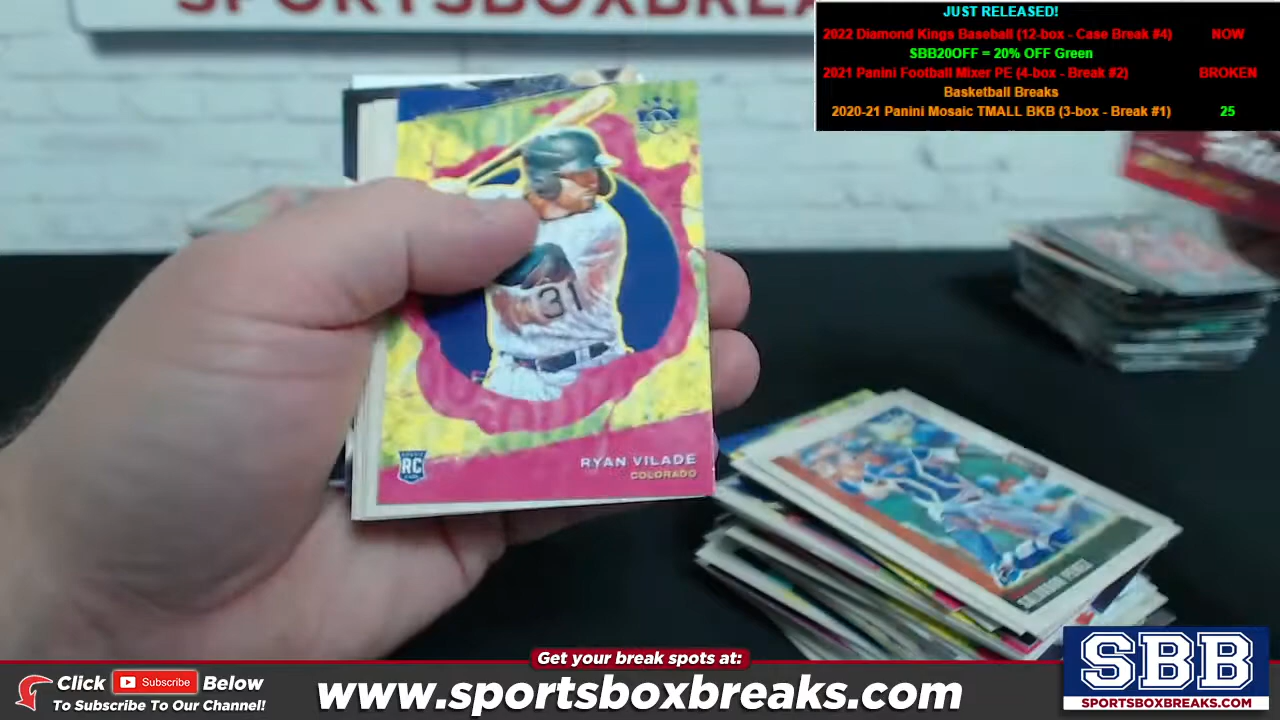 SPORTSBOXBREAKS
JUST RELEASED!
2022 Diamond Kings Baseball (12-box - Case Break #4) NOW
SBB20OFF = 20% OFF Green
2021 Panini Football Mixer PE (4-box - Break #2) BROKEN
Basketball Breaks
2020-21 Panini Mosaic TMALL BKB (3-box - Break #1) 25
31
RC
RYAN VILADE
COLORADO
SALVADOR PEREZ
Get your break spots at:
Click Subscribe Below
To Subscribe To Our Channel!
www.sportsboxbreaks.com
SBB
SPORTSBOXBREAKS.COM